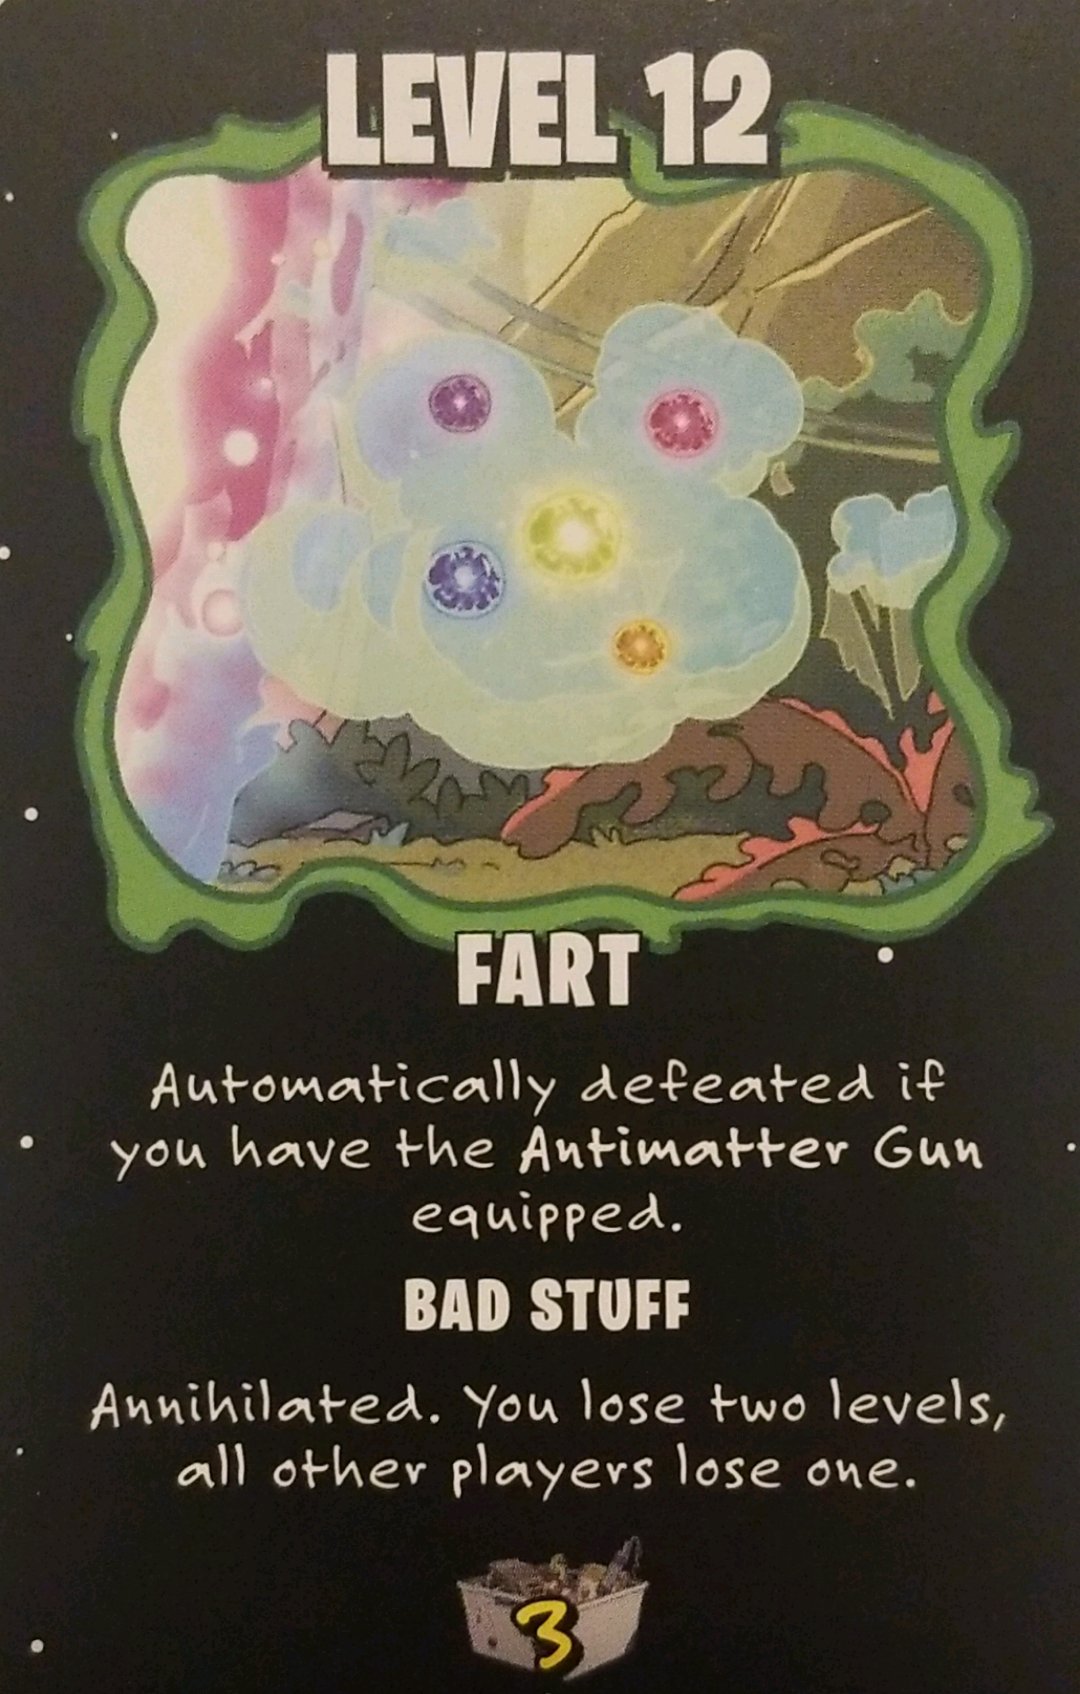 LEVEL 12
FART
Automatically defeated if
you have the Antimatter Gun
equipped.
BAD STUFF
Annihilated. You lose two levels,
all other players lose one.
3